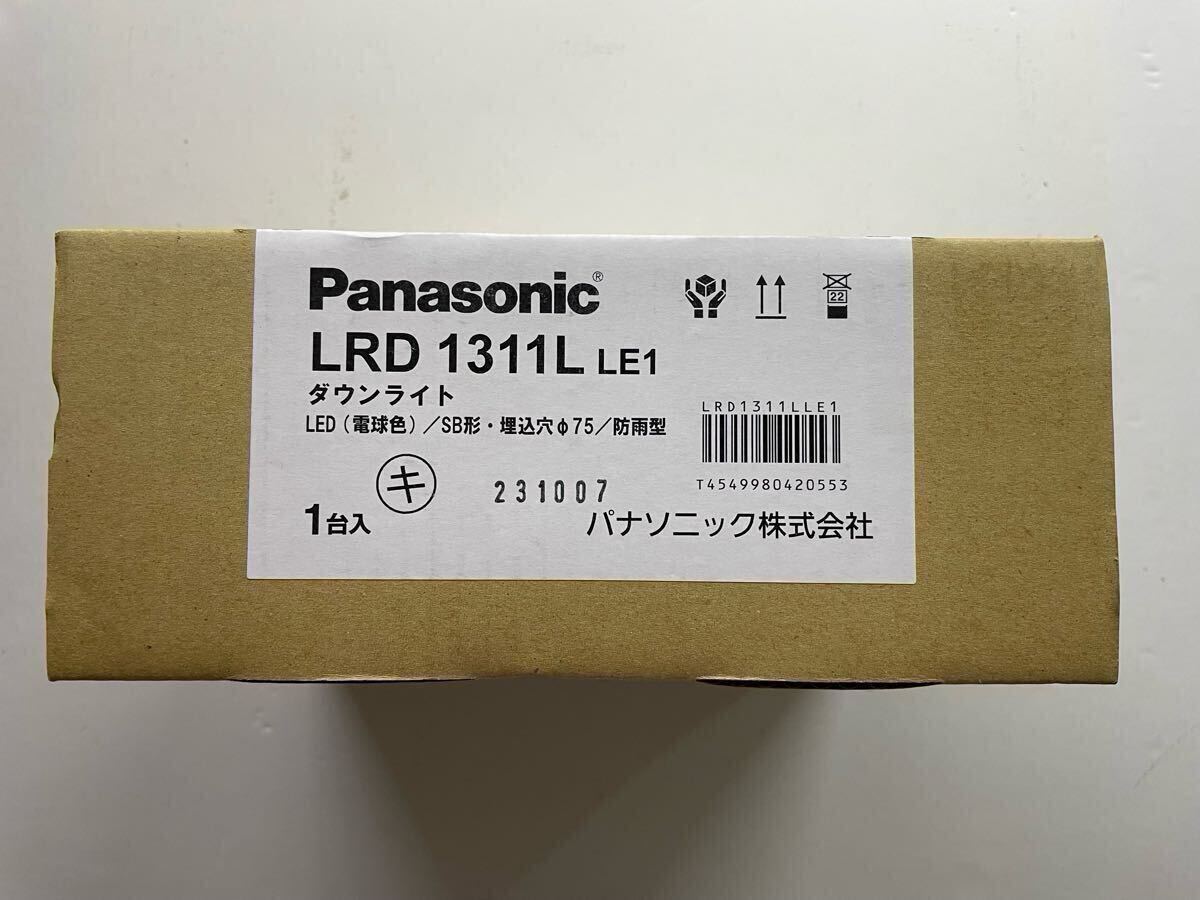 Panasonic®
22
LRD 1311L LE1
ダウンライト
LED(電球色)/SB形・埋込穴φ75/防雨型
LRD1311LLE1
T4549980420553
キ
231007
1台入
パナソニック株式会社